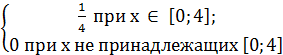 1/4 при х ∈ [0;4];
0 при х не принадлежащих [0;4]